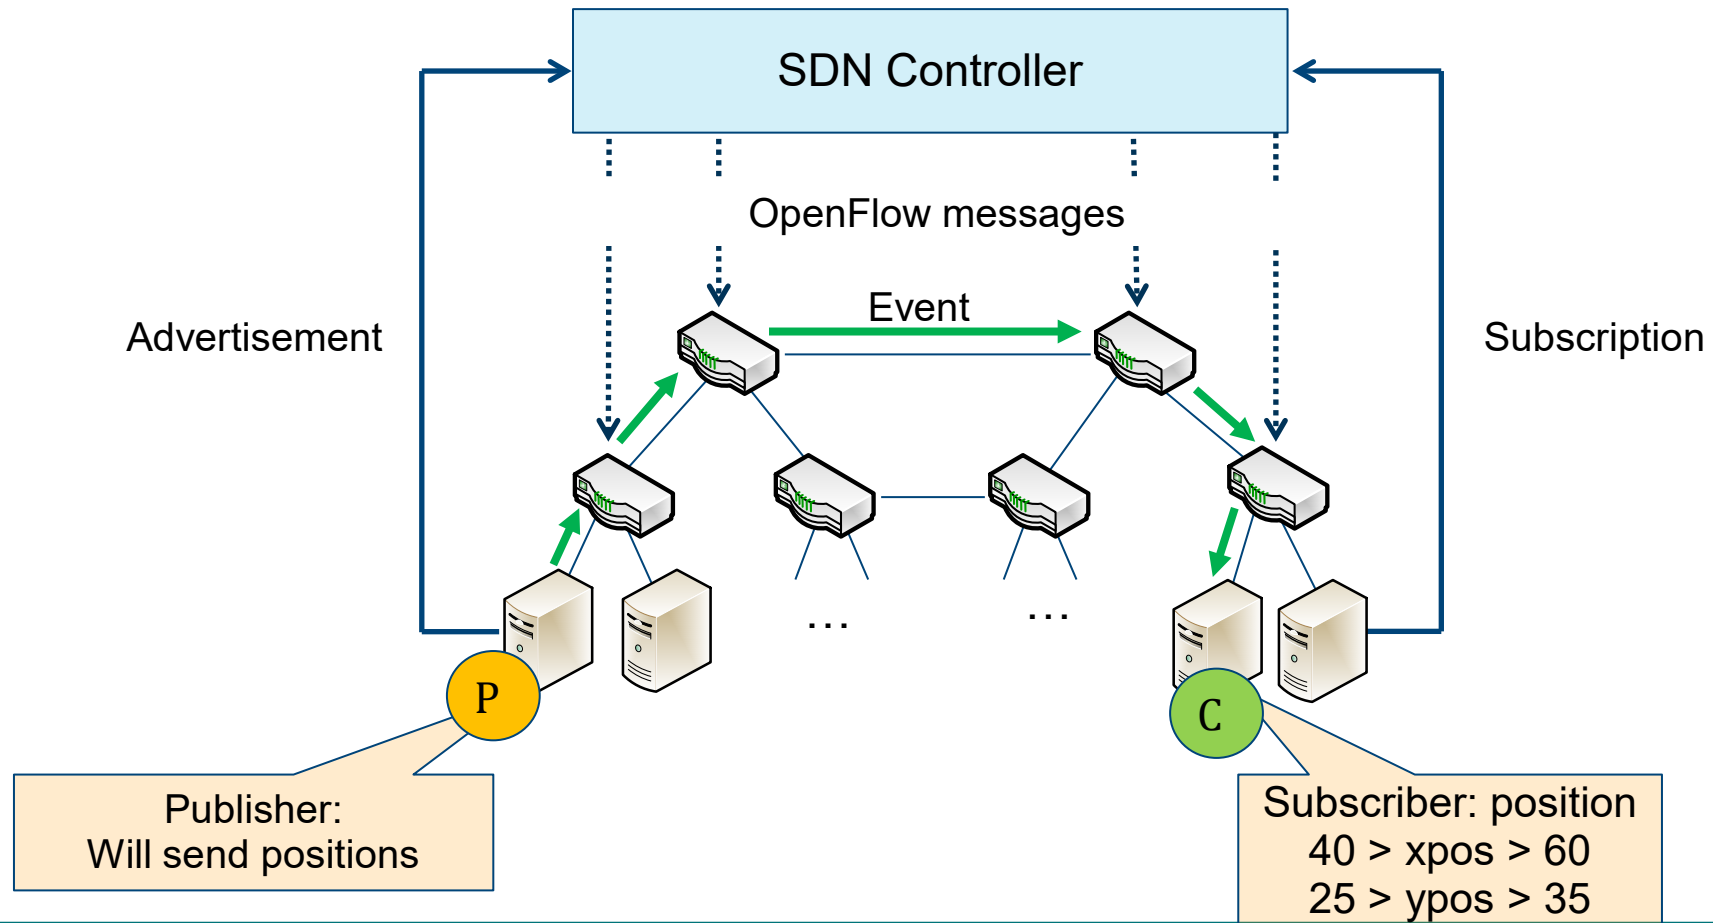 SDN Controller
OpenFlow messages
Event
Advertisement
Subscription
...
...
P
C
Publisher:
Will send positions
Subscriber: position
40 > xpos > 60
25 > ypos > 35